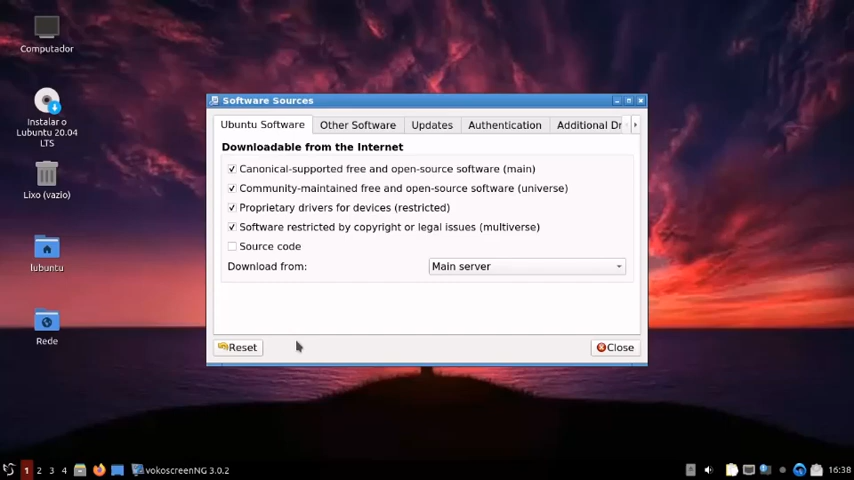 Computador
Instalar o
Lubuntu 20.04
LTS
Lixo (vazio)
lubuntu
Rede
Software Sources
Ubuntu Software
Other Software
Updates
Authentication
Additional Dr
Downloadable from the Internet
Canonical-supported free and open-source software (main)
Community-maintained free and open-source software (universe)
Proprietary drivers for devices (restricted)
Software restricted by copyright or legal issues (multiverse)
Source code
Download from:
Main server
Reset
Close
1 2 3 4
vokoscreenNG 3.0.2
16:38